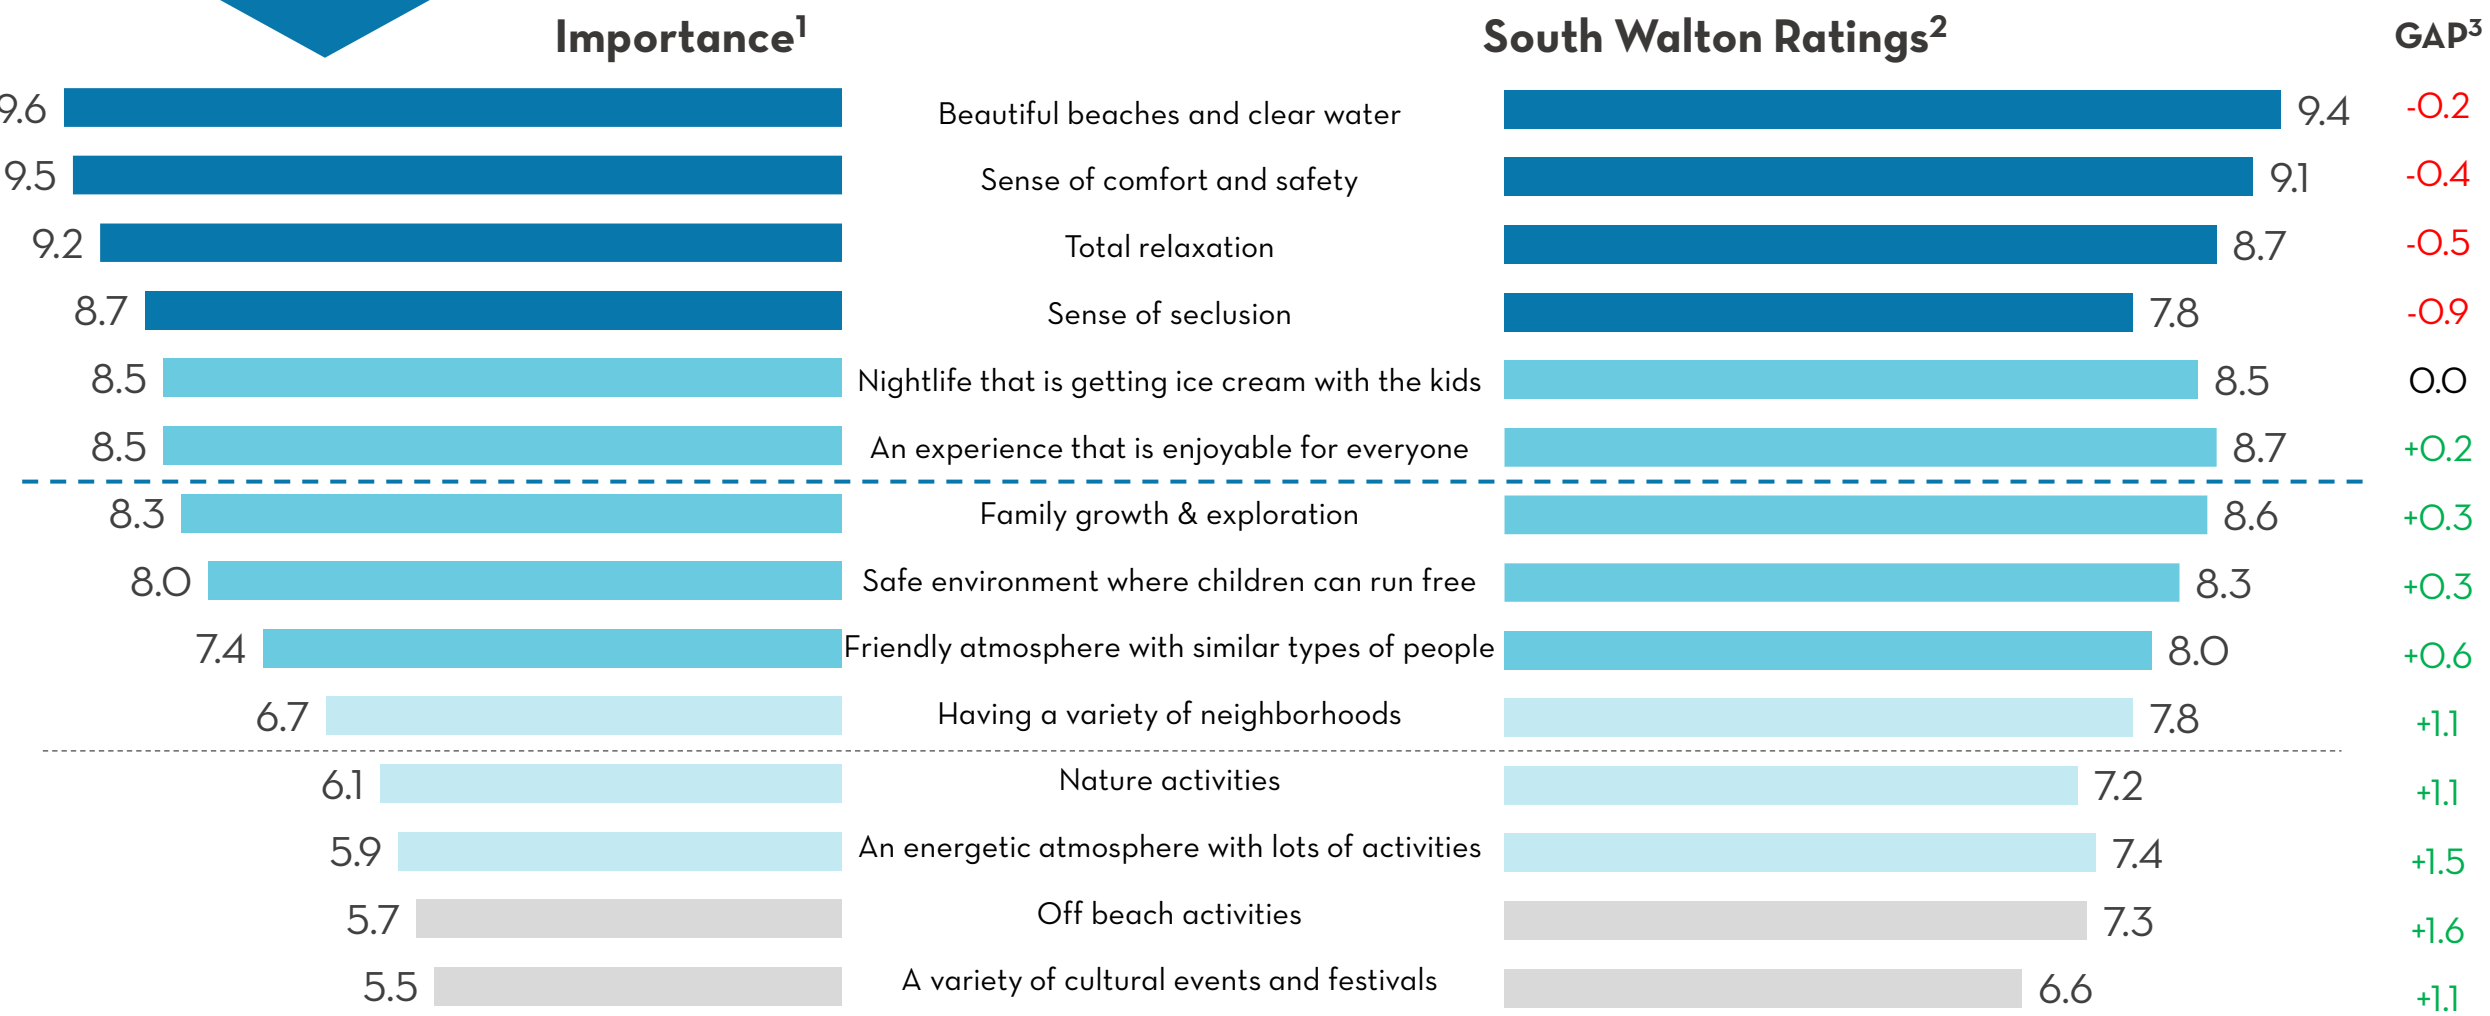 Importance¹ South Walton Ratings² GAP³
9.6 Beautiful beaches and clear water 9.4 -0.2
9.5 Sense of comfort and safety 9.1 -0.4
9.2 Total relaxation 8.7 -0.5
8.7 Sense of seclusion 7.8 -0.9
8.5 Nightlife that is getting ice cream with the kids 8.5 0.0
8.5 An experience that is enjoyable for everyone 8.7 +0.2
8.3 Family growth & exploration 8.6 +0.3
8.0 Safe environment where children can run free 8.3 +0.3
7.4 Friendly atmosphere with similar types of people 8.0 +0.6
6.7 Having a variety of neighborhoods 7.8 +1.1
6.1 Nature activities 7.2 +1.1
5.9 An energetic atmosphere with lots of activities 7.4 +1.5
5.7 Off beach activities 7.3 +1.6
5.5 A variety of cultural events and festivals 6.6 +1.1